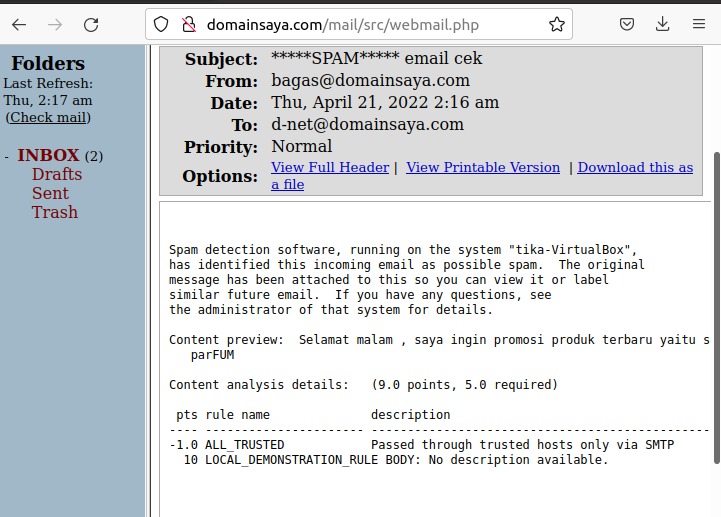 domainsaya.com/mail/src/webmail.php
Folders
Last Refresh:
Thu, 2:17 am
(Check mail)
- INBOX (2)
Drafts
Sent
Trash
Subject: *****SPAM***** email cek
From: bagas@domainsaya.com
Date: Thu, April 21, 2022 2:16 am
To: d-net@domainsaya.com
Priority: Normal
Options: View Full Header | View Printable Version | Download this as
a file
Spam detection software, running on the system "tika-VirtualBox",
has identified this incoming email as possible spam.  The original
message has been attached to this so you can view it or label
similar future email.  If you have any questions, see
the administrator of that system for details.
Content preview:  Selamat malam , saya ingin promosi produk terbaru yaitu s
parFUM
Content analysis details:   (9.0 points, 5.0 required)
pts rule name              description
---- ---------------------- --------------------------------------------------
-1.0 ALL_TRUSTED            Passed through trusted hosts only via SMTP
10 LOCAL_DEMONSTRATION_RULE BODY: No description available.